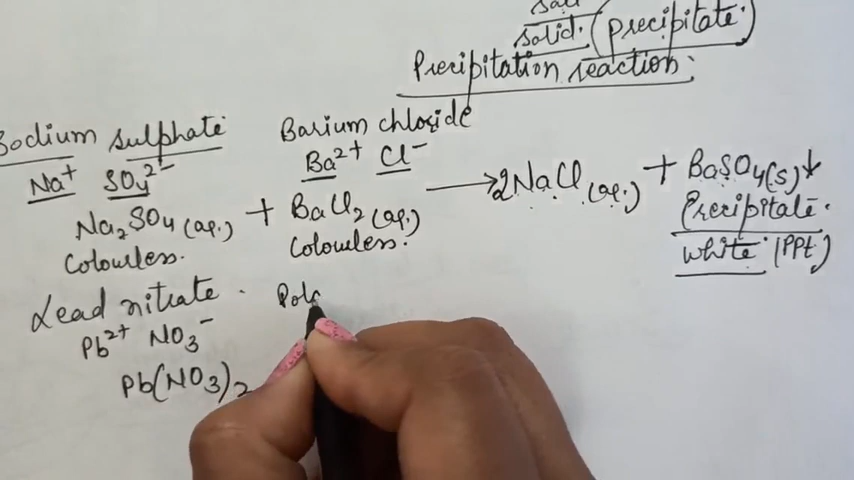 salt
solid. (precipitate.)
Precipitation reaction.
Sodium sulphate Barium chloride
Na+ SO4 2- Ba2+ Cl-
Na2SO4 (aq.) + BaCl2 (aq.) → 2NaCl (aq.) + BaSO4(s)↓
Colourless. Colourless. Precipitate.
white. (PPt)
Lead nitrate.
Pb2+ NO3-
Pb(NO3)2